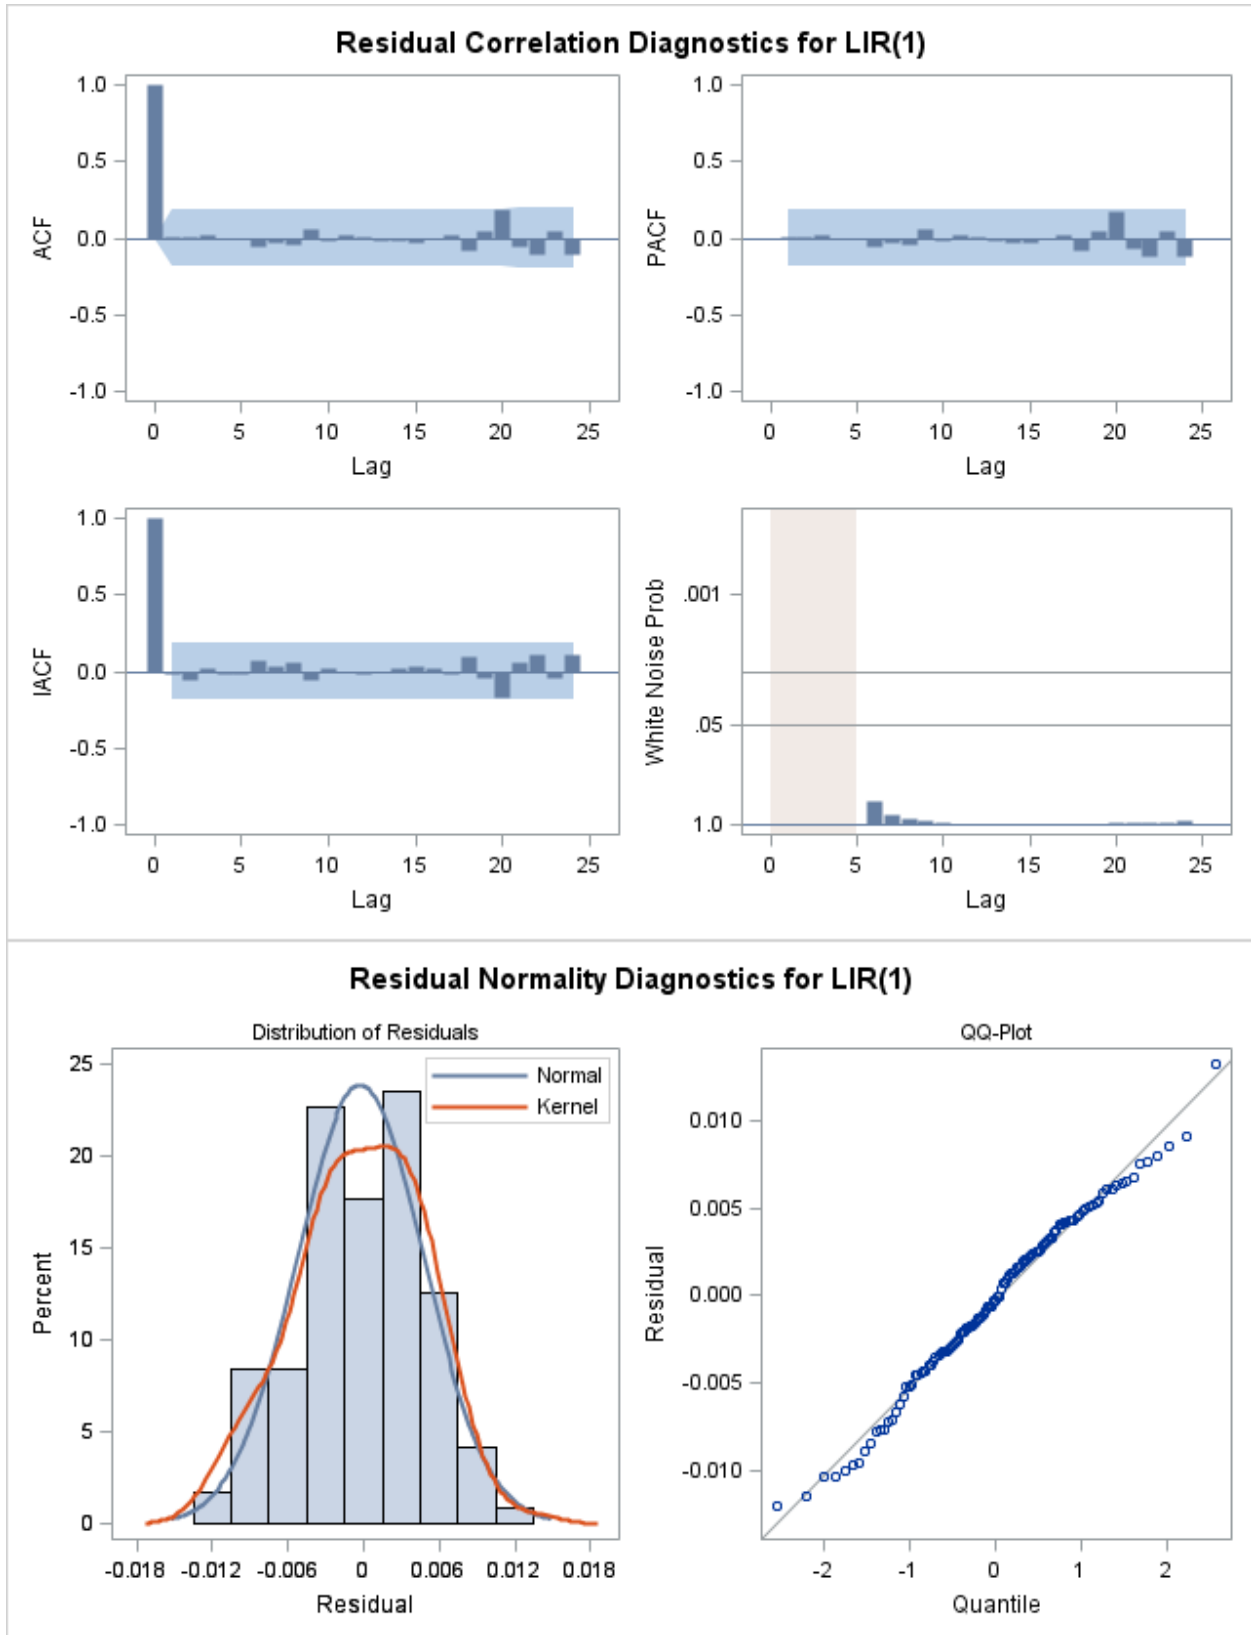 Residual Correlation Diagnostics for LIR(1)
1.0
0.5
0.0
-0.5
-1.0
ACF
0 5 10 15 20 25
Lag
1.0
0.5
0.0
-0.5
-1.0
PACF
0 5 10 15 20 25
Lag
1.0
0.5
0.0
-0.5
-1.0
IACF
0 5 10 15 20 25
Lag
.001
.05
1.0
White Noise Prob
0 5 10 15 20 25
Lag
Residual Normality Diagnostics for LIR(1)
Distribution of Residuals
25
20
15
10
5
0
Percent
Normal
Kernel
-0.018 -0.012 -0.006 0 0.006 0.012 0.018
Residual
QQ-Plot
0.010
0.005
0.000
-0.005
-0.010
Residual
-2 -1 0 1 2
Quantile